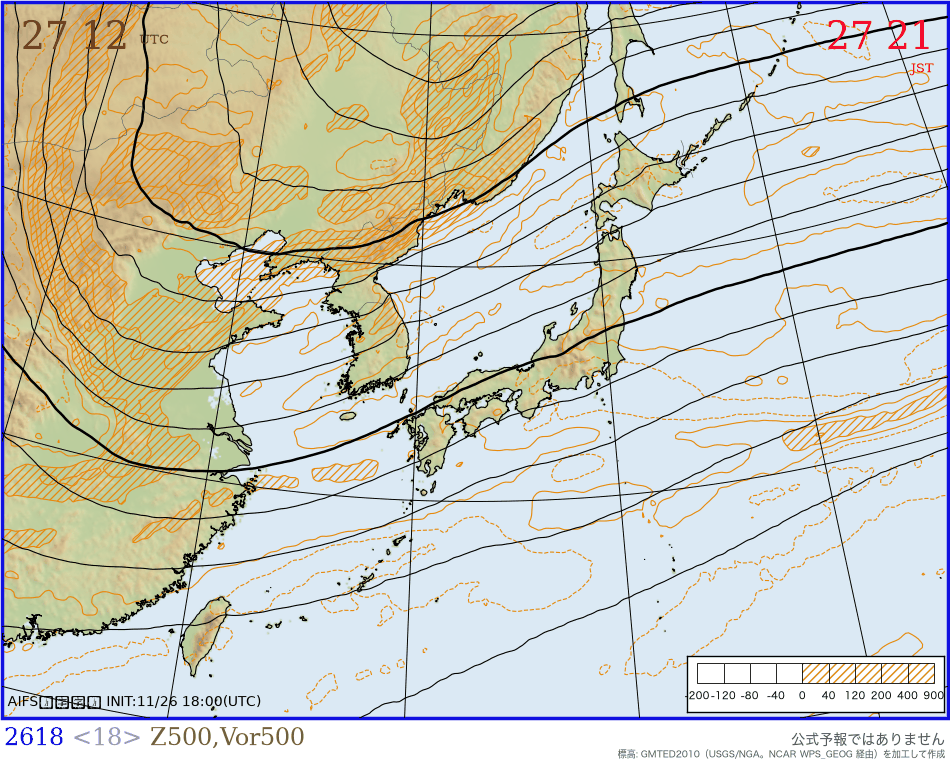 27 12 UTC
27 21
JST
-200 -120 -80 -40 0 40 120 200 400 900
AIFS INIT:11/26 18:00(UTC)
2618 <18> Z500,Vor500
公式予報ではありません
標高: GMTED2010（USGS/NGA。NCAR WPS_GEOG 経由）を加工して作成